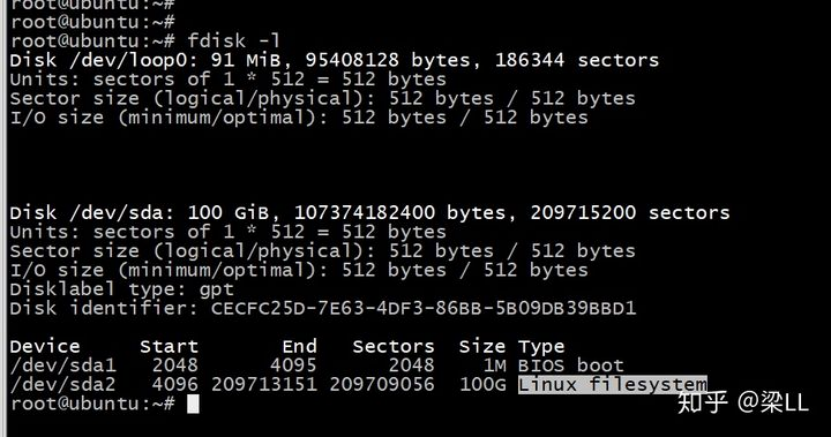 root@ubuntu:~#
root@ubuntu:~#
root@ubuntu:~# fdisk -l
Disk /dev/loop0: 91 MiB, 95408128 bytes, 186344 sectors
Units: sectors of 1 * 512 = 512 bytes
Sector size (logical/physical): 512 bytes / 512 bytes
I/O size (minimum/optimal): 512 bytes / 512 bytes
Disk /dev/sda: 100 GiB, 107374182400 bytes, 209715200 sectors
Units: sectors of 1 * 512 = 512 bytes
Sector size (logical/physical): 512 bytes / 512 bytes
I/O size (minimum/optimal): 512 bytes / 512 bytes
Disklabel type: gpt
Disk identifier: CECFC25D-7E63-4DF3-86BB-5B09DB39BBD1
Device Start End Sectors Size Type
/dev/sda1 2048 4095 2048 1M BIOS boot
/dev/sda2 4096 209713151 209709056 100G Linux filesystem
root@ubuntu:~#
知乎 @梁LL